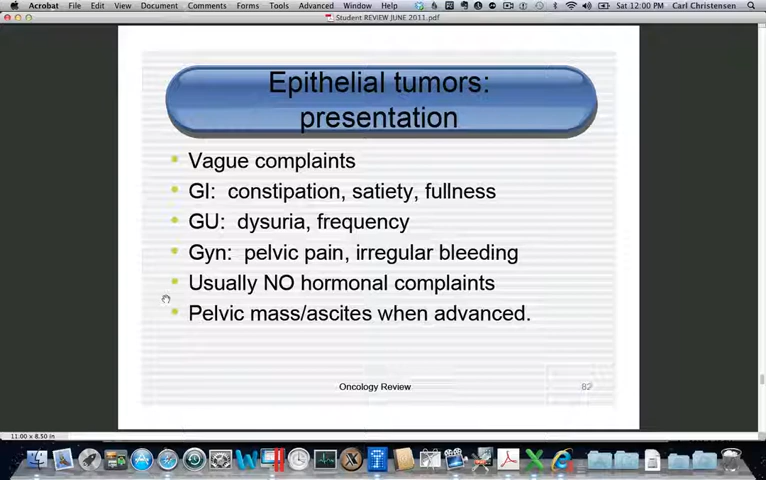 Acrobat File Edit View Document Comments Forms Tools Advanced Window Help Sat 12:00 PM Carl Christensen
Student REVIEW JUNE 2011.pdf
Epithelial tumors:
presentation
Vague complaints
GI: constipation, satiety, fullness
GU: dysuria, frequency
Gyn: pelvic pain, irregular bleeding
Usually NO hormonal complaints
Pelvic mass/ascites when advanced.
Oncology Review
11.00 x 8.50 in